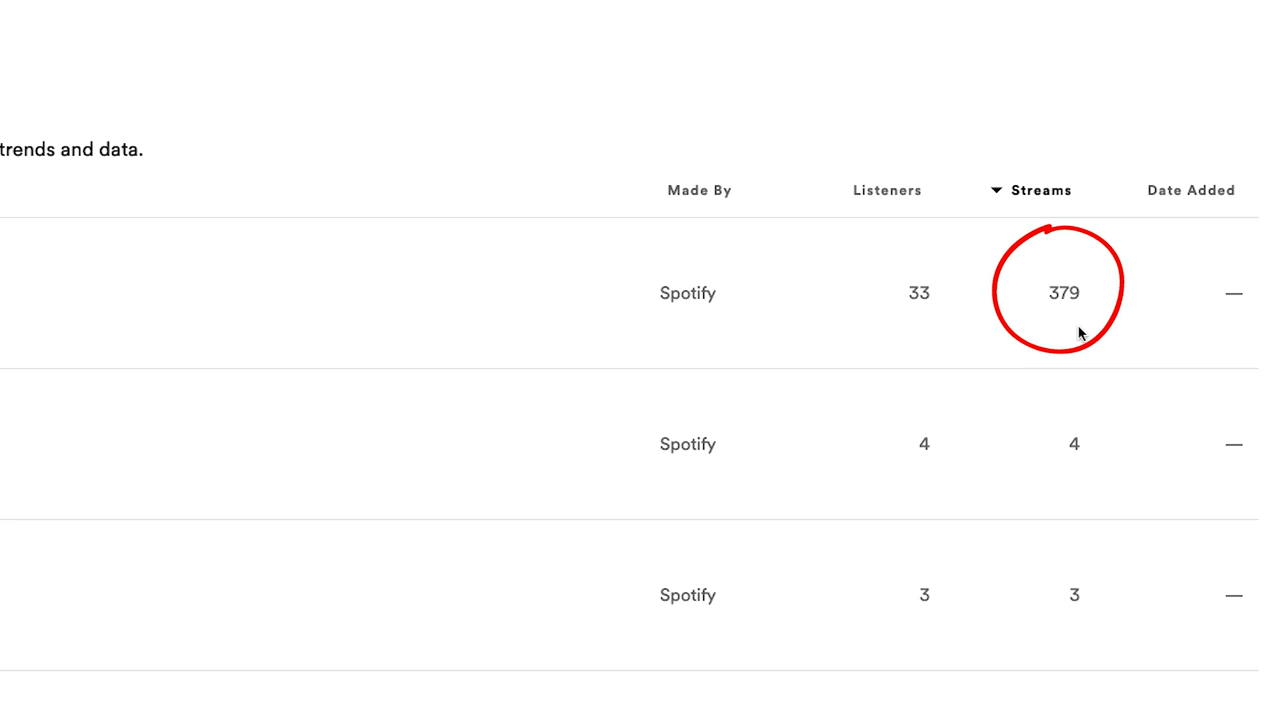 trends and data.
Made By Listeners Streams Date Added
Spotify 33 379 —
Spotify 4 4 —
Spotify 3 3 —